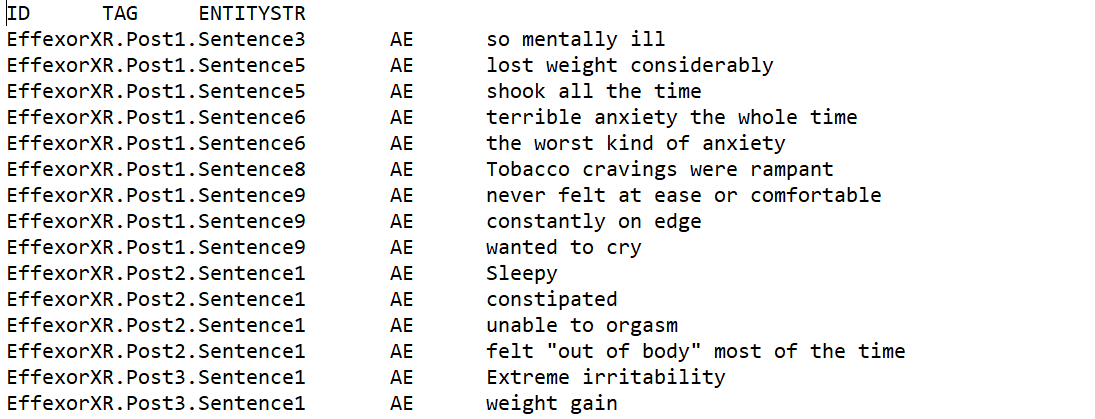 ID TAG ENTITYSTR
EffexorXR.Post1.Sentence3 AE so mentally ill
EffexorXR.Post1.Sentence5 AE lost weight considerably
EffexorXR.Post1.Sentence5 AE shook all the time
EffexorXR.Post1.Sentence6 AE terrible anxiety the whole time
EffexorXR.Post1.Sentence6 AE the worst kind of anxiety
EffexorXR.Post1.Sentence8 AE Tobacco cravings were rampant
EffexorXR.Post1.Sentence9 AE never felt at ease or comfortable
EffexorXR.Post1.Sentence9 AE constantly on edge
EffexorXR.Post1.Sentence9 AE wanted to cry
EffexorXR.Post2.Sentence1 AE Sleepy
EffexorXR.Post2.Sentence1 AE constipated
EffexorXR.Post2.Sentence1 AE unable to orgasm
EffexorXR.Post2.Sentence1 AE felt "out of body" most of the time
EffexorXR.Post3.Sentence1 AE Extreme irritability
EffexorXR.Post3.Sentence1 AE weight gain